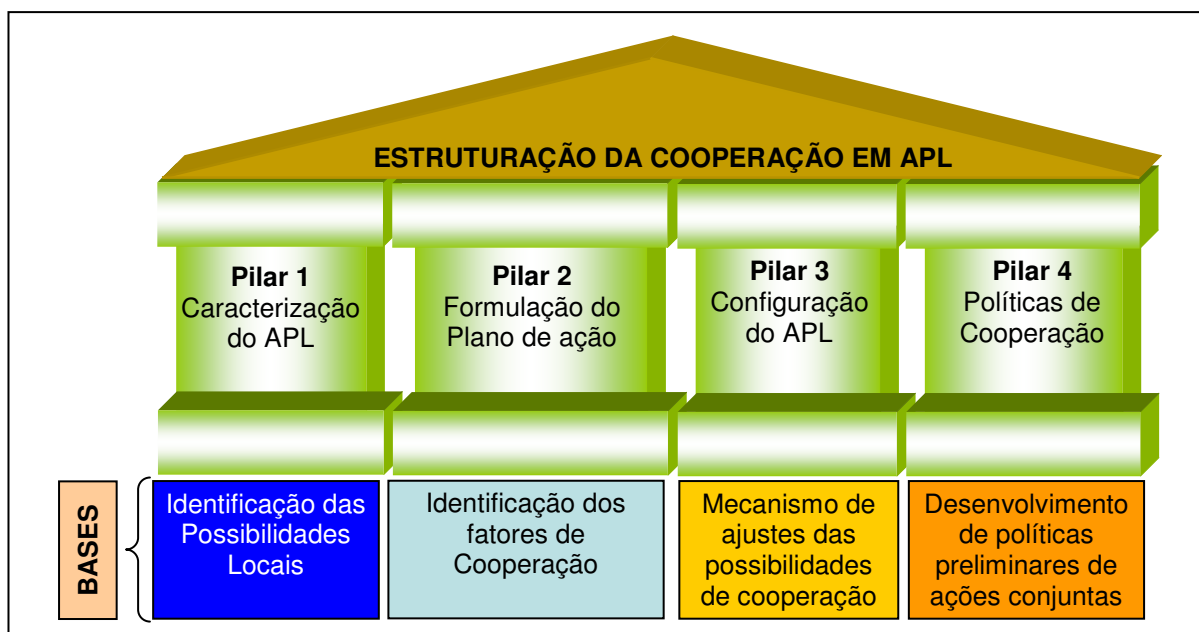 ESTRUTURAÇÃO DA COOPERAÇÃO EM APL
Pilar 1
Caracterização
do APL
Pilar 2
Formulação do
Plano de ação
Pilar 3
Configuração
do APL
Pilar 4
Políticas de
Cooperação
BASES
Identificação das
Possibilidades
Locais
Identificação dos
fatores de
Cooperação
Mecanismo de
ajustes das
possibilidades
de cooperação
Desenvolvimento
de políticas
preliminares de
ações conjuntas